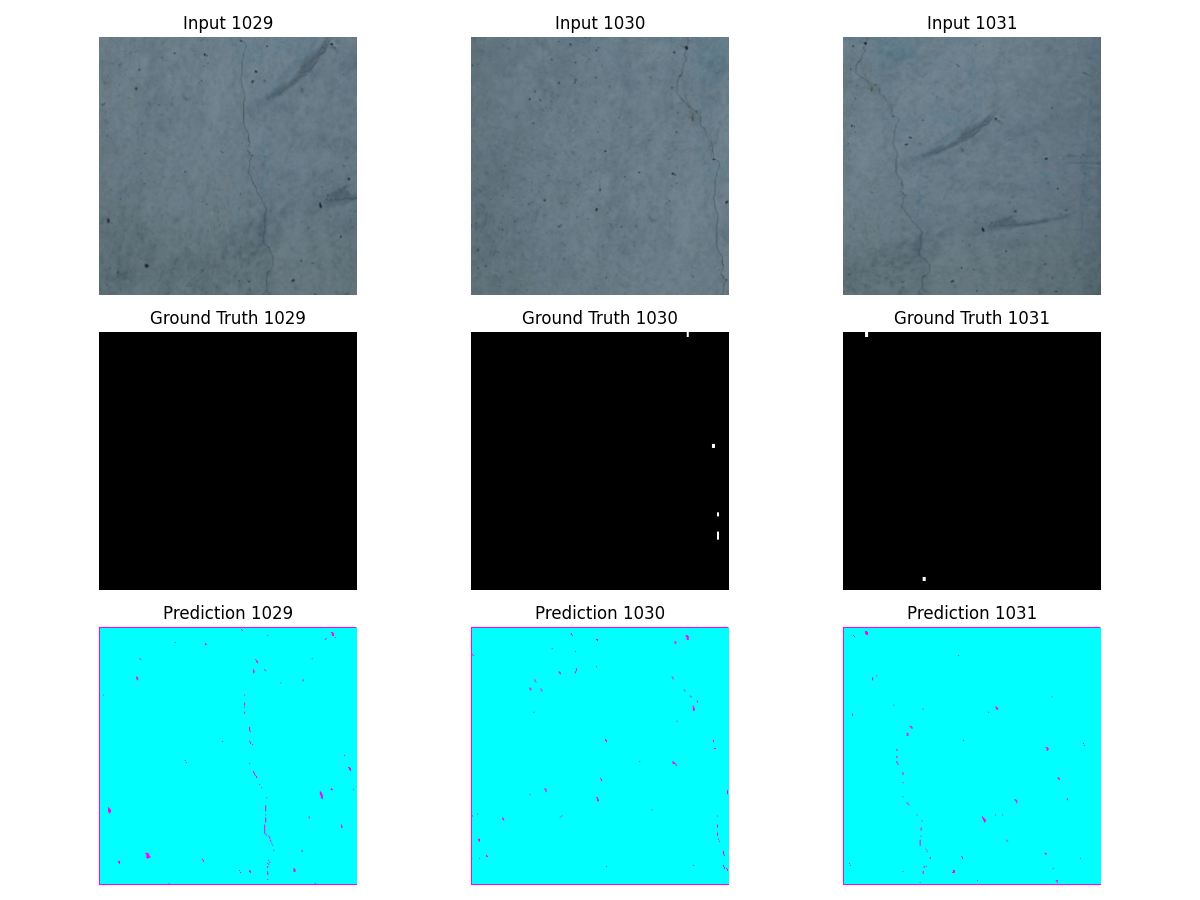 Input 1029
Input 1030
Input 1031
Ground Truth 1029
Ground Truth 1030
Ground Truth 1031
Prediction 1029
Prediction 1030
Prediction 1031